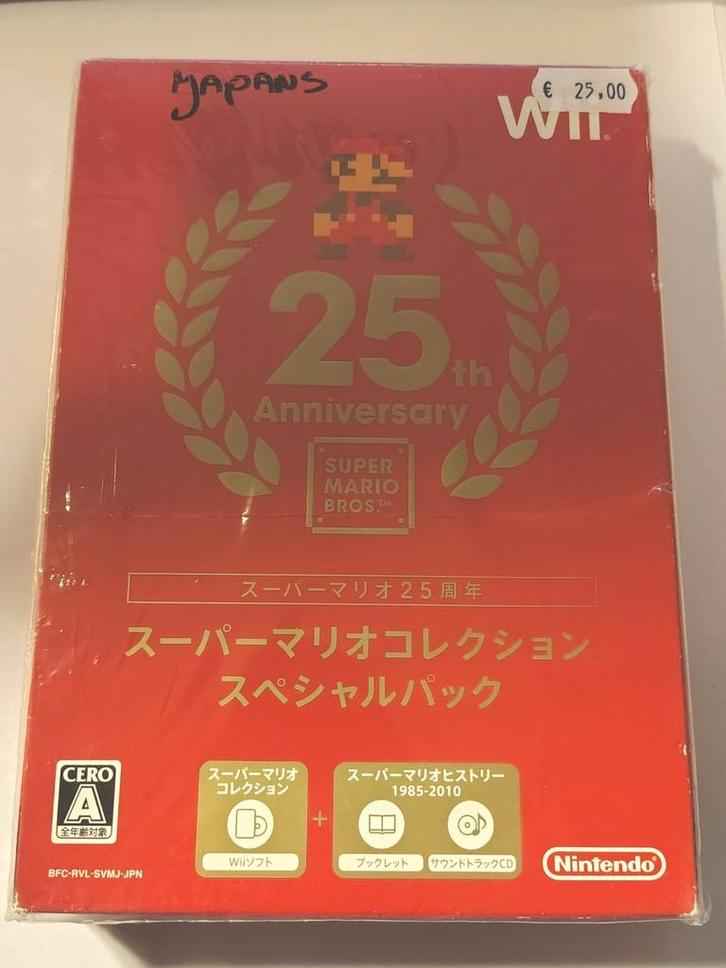 Japans
€ 25,00
Wii
25th
Anniversary
SUPER
MARIO
BROS.™
スーパーマリオ25周年
スーパーマリオコレクション
スペシャルパック
CERO
A
全年齢対象
スーパーマリオ
コレクション
Wiiソフト
+
スーパーマリオヒストリー
1985-2010
ブックレット
サウンドトラックCD
BFC-RVL-SVMJ-JPN
Nintendo®